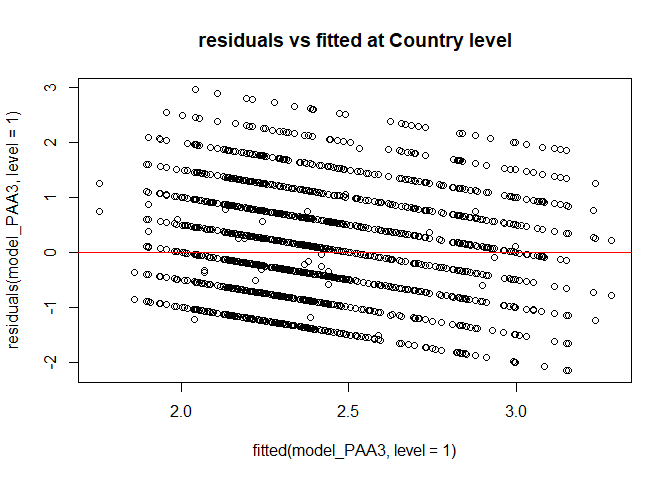 residuals vs fitted at Country level
residuals(model_PAA3, level = 1)
3
2
1
0
-1
-2
2.0 2.5 3.0
fitted(model_PAA3, level = 1)